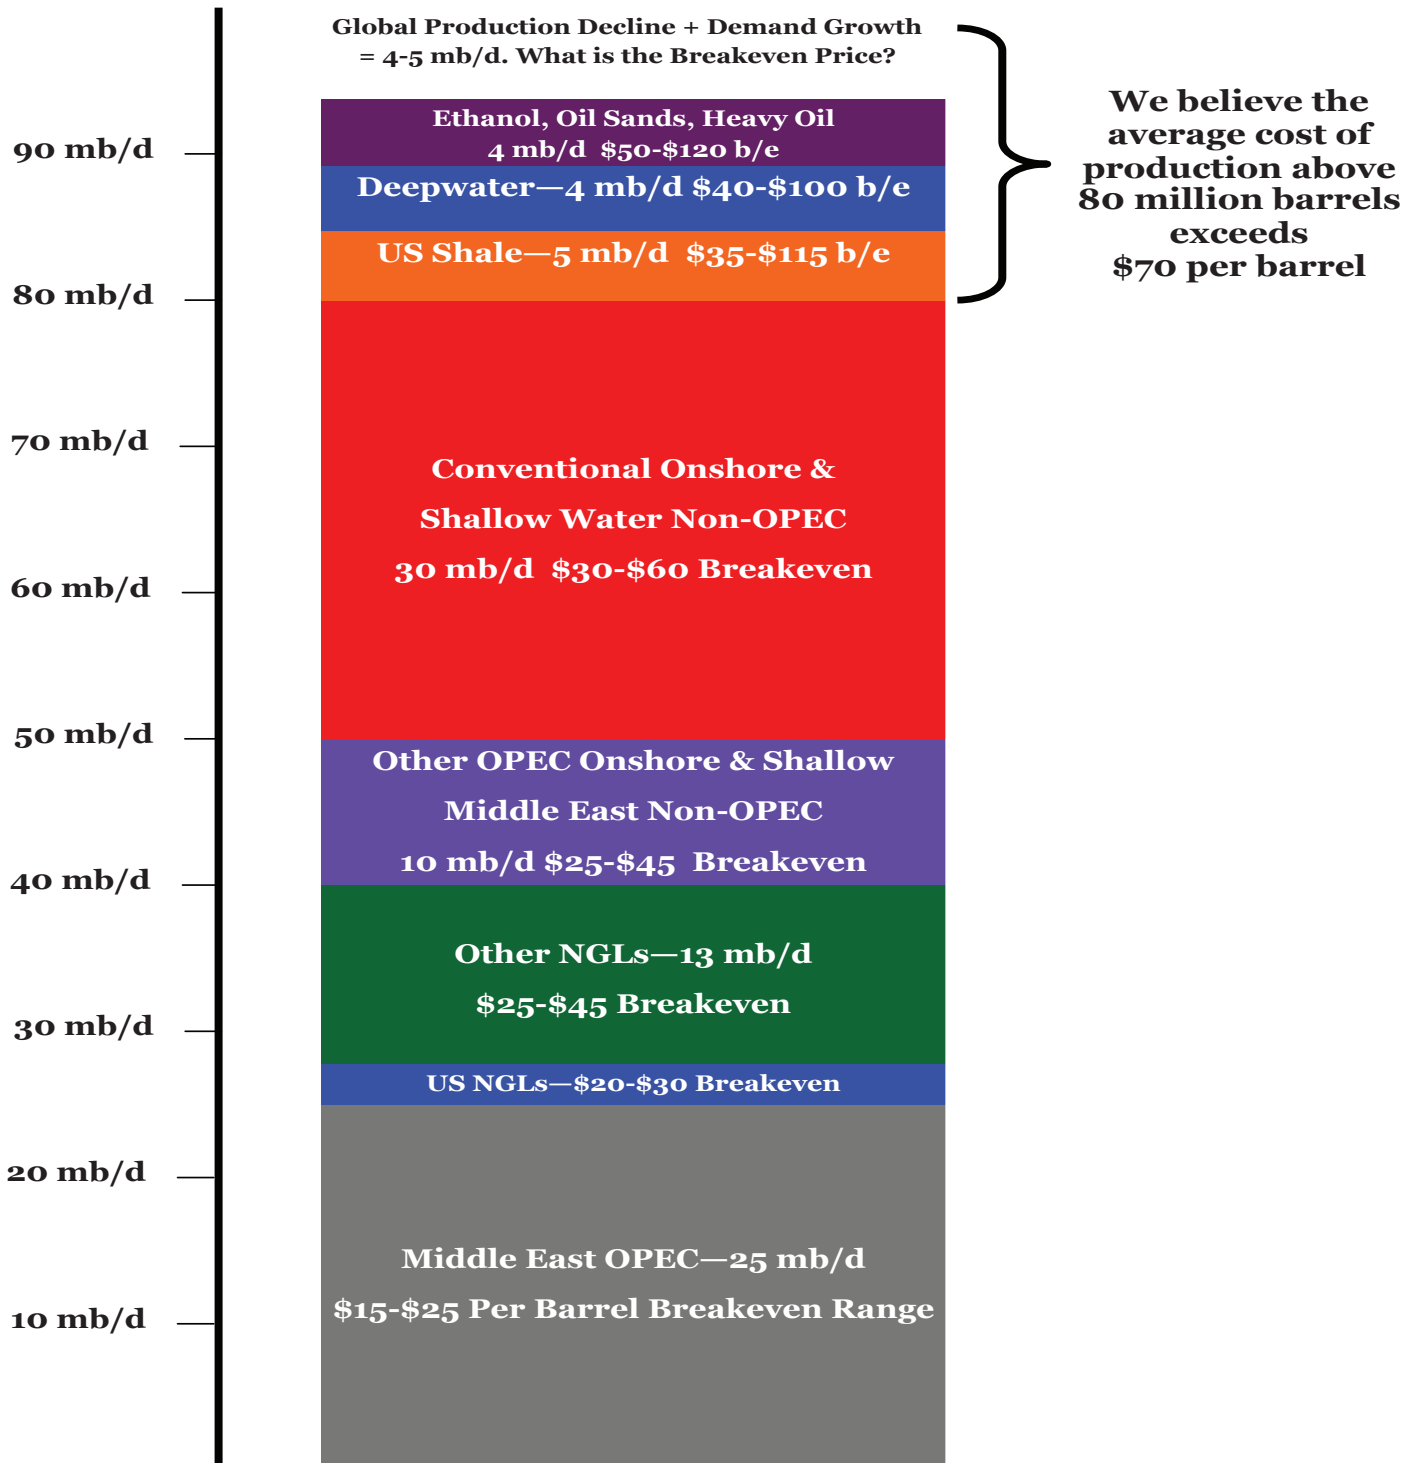 Global Production Decline + Demand Growth
= 4-5 mb/d. What is the Breakeven Price?
We believe the
average cost of
production above
80 million barrels
exceeds
$70 per barrel
90 mb/d
Ethanol, Oil Sands, Heavy Oil
4 mb/d $50-$120 b/e
Deepwater—4 mb/d $40-$100 b/e
US Shale—5 mb/d $35-$115 b/e
80 mb/d
70 mb/d
Conventional Onshore &
Shallow Water Non-OPEC
30 mb/d $30-$60 Breakeven
60 mb/d
50 mb/d
Other OPEC Onshore & Shallow
Middle East Non-OPEC
10 mb/d $25-$45 Breakeven
40 mb/d
Other NGLs—13 mb/d
$25-$45 Breakeven
30 mb/d
US NGLs—$20-$30 Breakeven
20 mb/d
Middle East OPEC—25 mb/d
$15-$25 Per Barrel Breakeven Range
10 mb/d